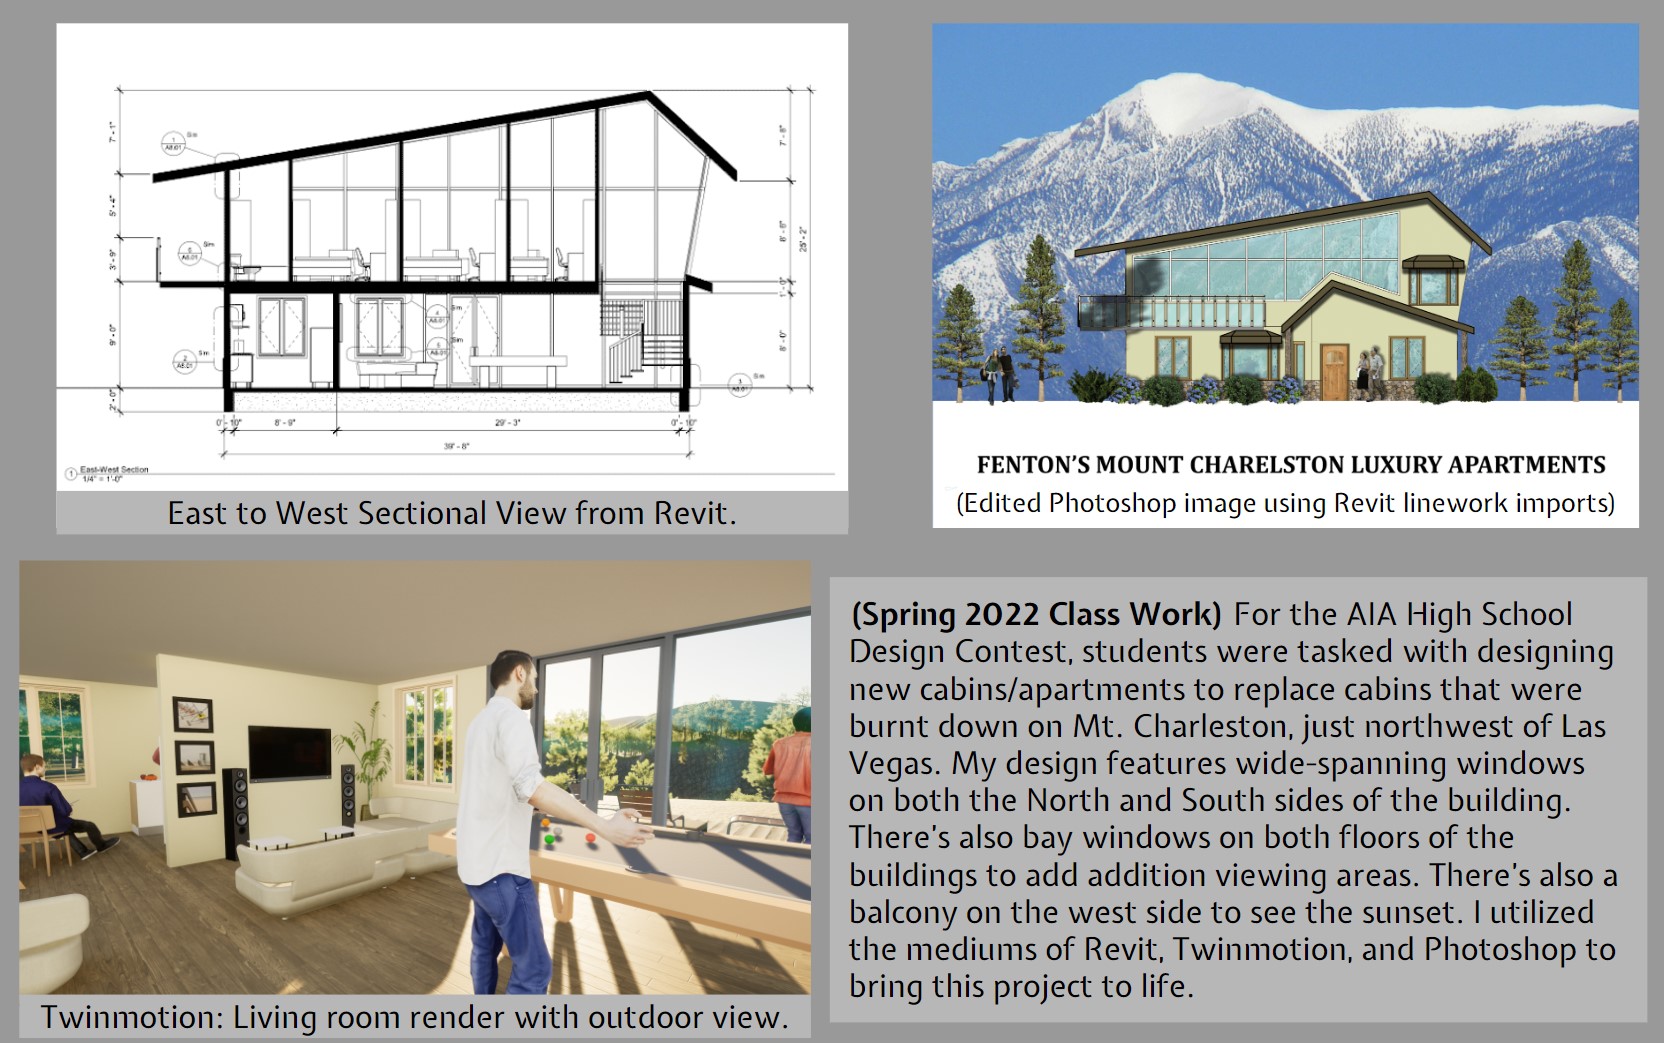 7' - 1"
5' - 4"
3' - 9"
9' - 0"
2' - 0"
7' - 8"
8' - 6"
25' - 2"
1' - 0"
8' - 0"
1
A8.01
Sim
6
A8.01
Sim
2
A8.01
Sim
4
A8.01
Sim
5
A8.01
Sim
3
A8.01
Sim
0' - 10"
8' - 9"
29' - 3"
0' - 10"
39' - 8"
1
East-West Section
1/4" = 1'-0"
East to West Sectional View from Revit.
FENTON'S MOUNT CHARELSTON LUXURY APARTMENTS
(Edited Photoshop image using Revit linework imports)
Twinmotion: Living room render with outdoor view.
(Spring 2022 Class Work) For the AIA High School
Design Contest, students were tasked with designing
new cabins/apartments to replace cabins that were
burnt down on Mt. Charleston, just northwest of Las
Vegas. My design features wide-spanning windows
on both the North and South sides of the building.
There's also bay windows on both floors of the
buildings to add addition viewing areas. There's also a
balcony on the west side to see the sunset. I utilized
the mediums of Revit, Twinmotion, and Photoshop to
bring this project to life.